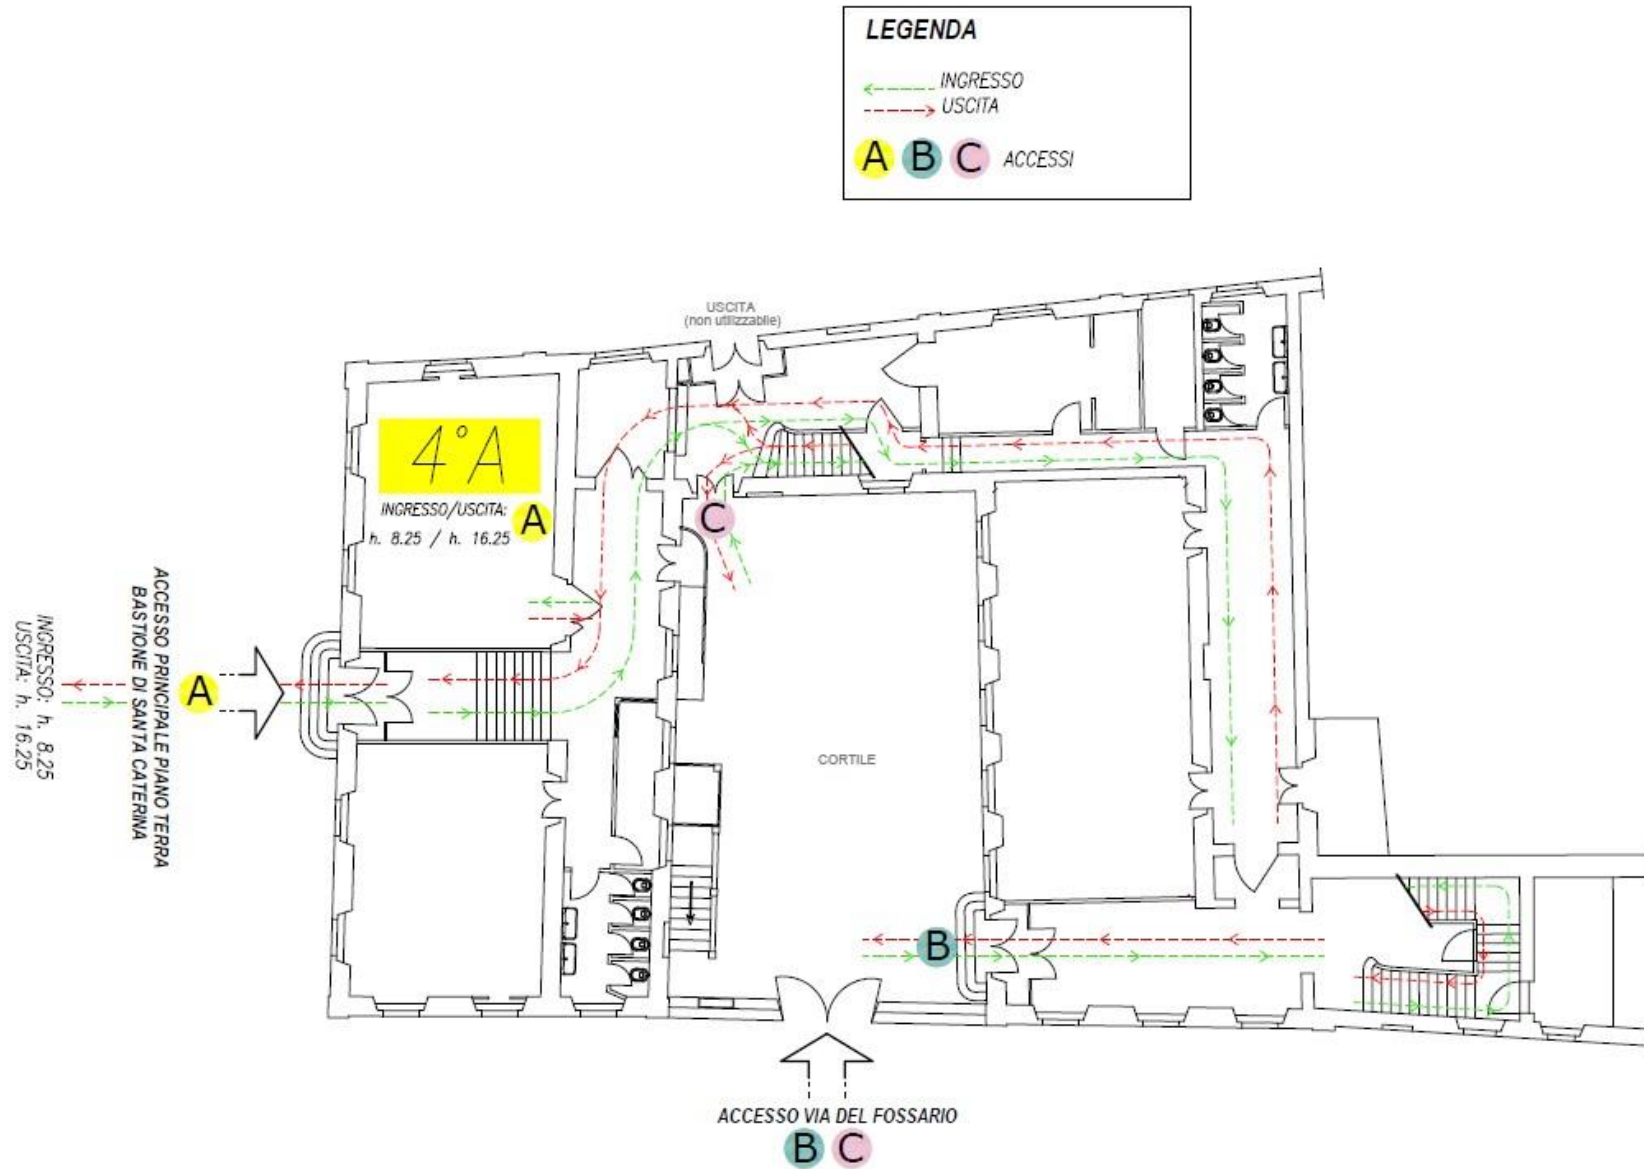 LEGENDA
INGRESSO
USCITA
A B C ACCESSI
USCITA
(non utilizzabile)
4°A
INGRESSO/USCITA:
h. 8.25 / h. 16.25
A
C
ACCESSO PRINCIPALE PIANO TERRA
BASTIONE DI SANTA CATERINA
INGRESSO: h. 8.25
USCITA: h. 16.25
A
CORTILE
B
ACCESSO VIA DEL FOSSARIO
B C